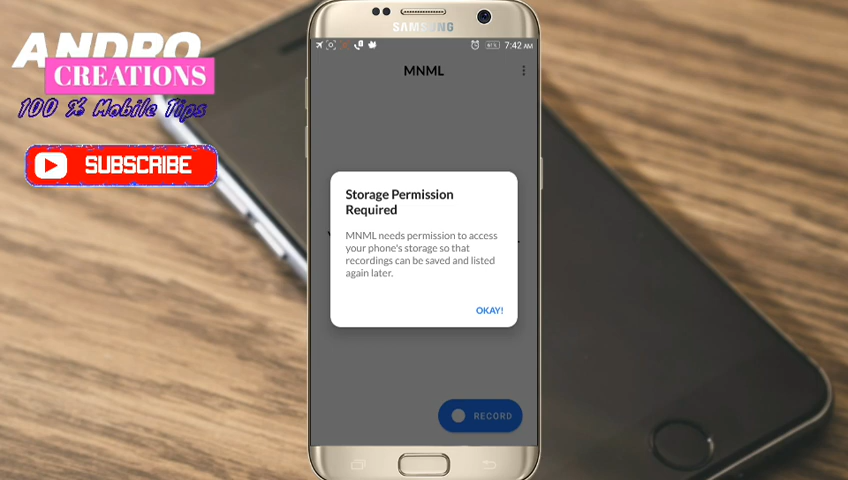 ANDRO
CREATIONS
100 % Mobile Tips
SUBSCRIBE
SAMSUNG
7:42 AM
MNML
Storage Permission
Required
MNML needs permission to access
your phone's storage so that
recordings can be saved and listed
again later.
OKAY!
RECORD